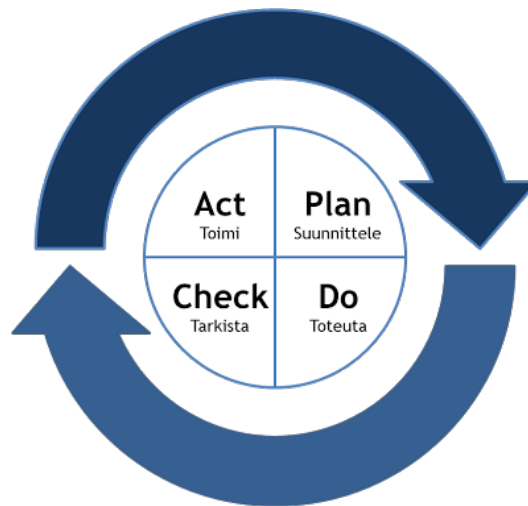 Act
Toimi
Plan
Suunnittele
Check
Tarkista
Do
Toteuta